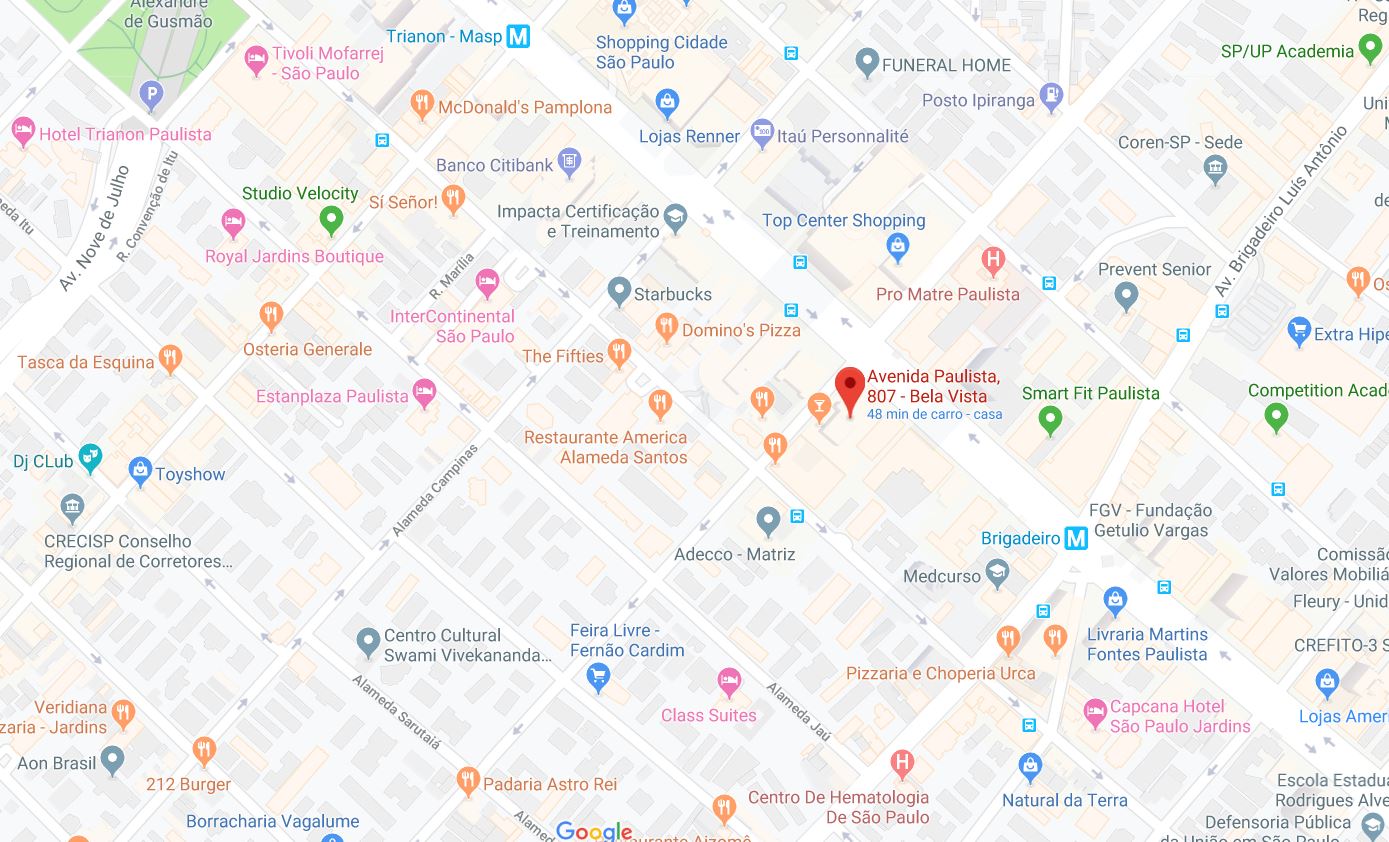 Alexandre
de Gusmão
Trianon - Masp
M
Shopping Cidade
São Paulo
Tivoli Mofarrej
- São Paulo
FUNERAL HOME
SP/UP Academia
P
McDonald's Pamplona
Posto Ipiranga
Hotel Trianon Paulista
Lojas Renner
Itaú Personnalité
Coren-SP - Sede
Banco Citibank
Studio Velocity
Sí Señor!
Impacta Certificação
e Treinamento
Top Center Shopping
Av. Nove de Julho
R. Convenção de Itu
Royal Jardins Boutique
R. Marília
Av. Brigadeiro Luís Antônio
H
Pro Matre Paulista
Prevent Senior
Starbucks
InterContinental
São Paulo
Domino's Pizza
Extra Hipe
Osteria Generale
The Fifties
Tasca da Esquina
Estanplaza Paulista
Avenida Paulista,
807 - Bela Vista
48 min de carro - casa
Smart Fit Paulista
Competition Acade
Restaurante America
Alameda Santos
Dj CLub
Toyshow
Alameda Campinas
CRECISP Conselho
Regional de Corretores...
Adecco - Matriz
FGV - Fundação
Getulio Vargas
Brigadeiro
M
Medcurso
Comissão
Valores Mobiliá
Fleury - Unid
Centro Cultural
Swami Vivekananda...
Feira Livre -
Fernão Cardim
Livraria Martins
Fontes Paulista
CREFITO-3 S
Pizzaria e Choperia Urca
Alameda Sarutaiá
Class Suites
Alameda Jaú
Capcana Hotel
São Paulo Jardins
Lojas Amer
Veridiana
zaria - Jardins
Aon Brasil
212 Burger
Padaria Astro Rei
H
Centro De Hematologia
De São Paulo
Natural da Terra
Escola Estadua
Rodrigues Alve
Borracharia Vagalume
Google
Defensoria Pública
da União em São Paulo